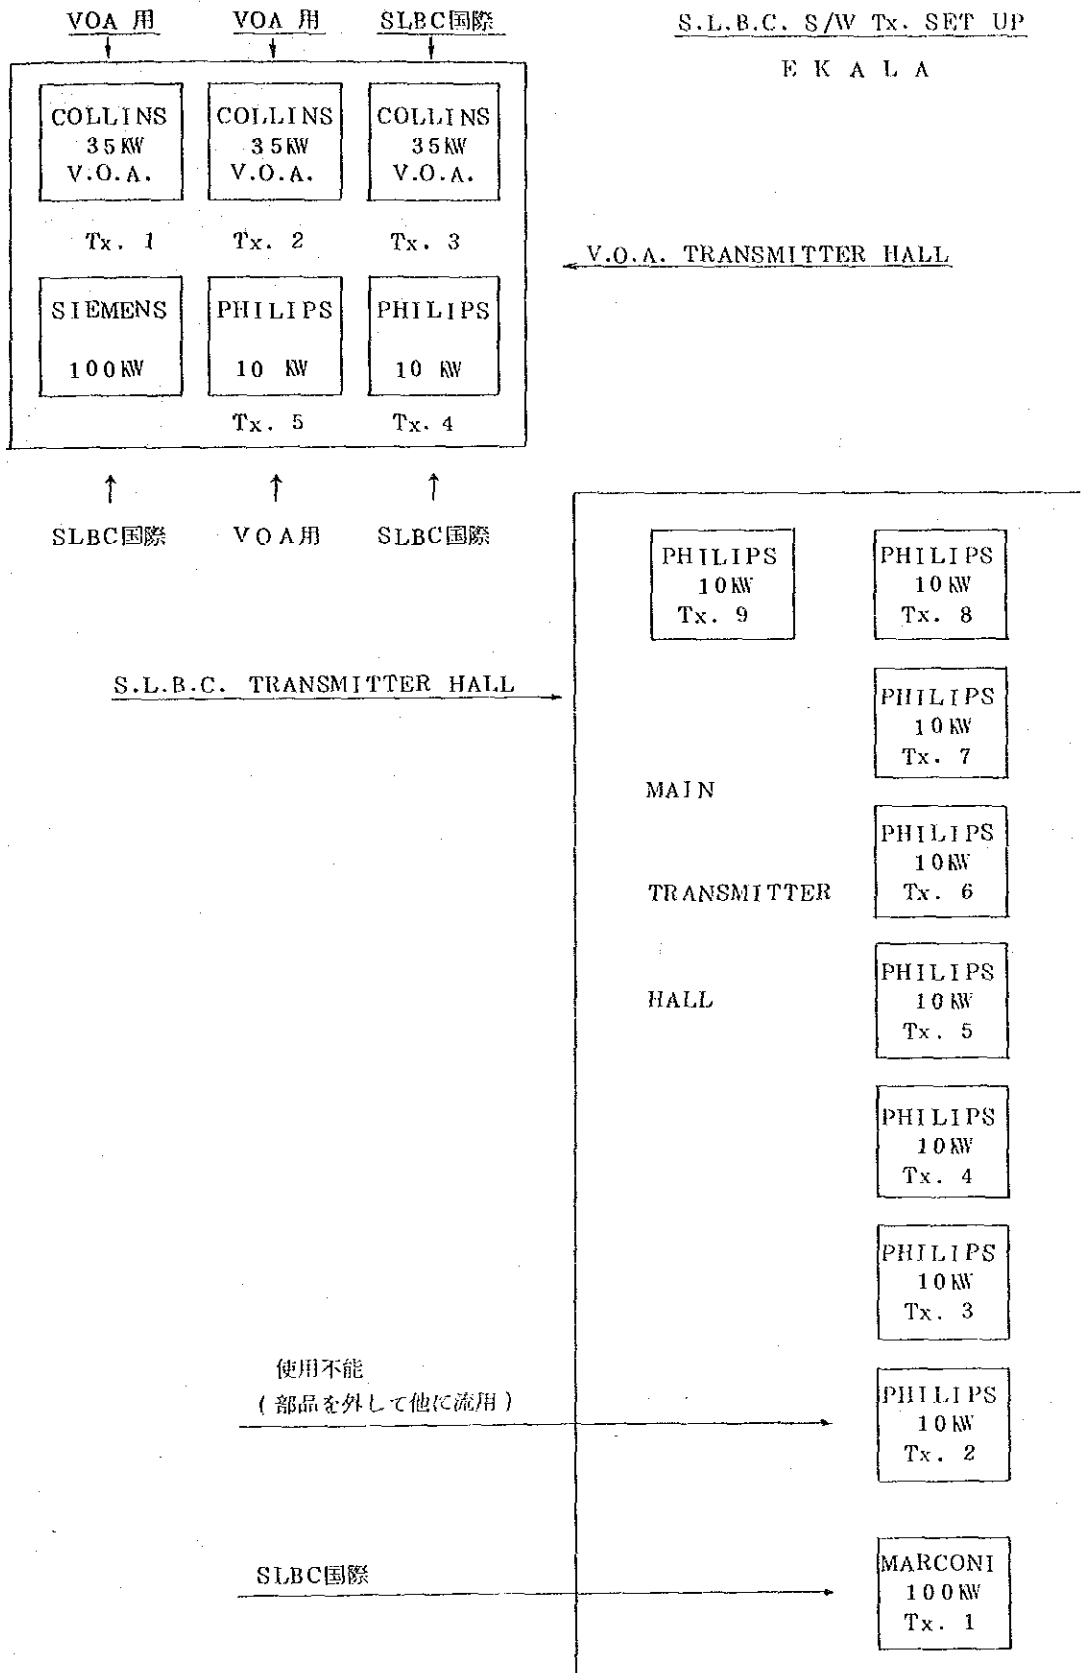 S.L.B.C. S/W Tx. SET UP
E K A L A
VOA 用 VOA 用 SLBC国際
COLLINS COLLINS COLLINS
35KW 35KW 35KW
V.O.A. V.O.A. V.O.A.
Tx. 1 Tx. 2 Tx. 3
V.O.A. TRANSMITTER HALL
SIEMENS PHILIPS PHILIPS
100KW 10 KW 10 KW
Tx. 5 Tx. 4
SLBC国際 VOA用 SLBC国際
PHILIPS PHILIPS
10KW 10KW
Tx. 9 Tx. 8
S.L.B.C. TRANSMITTER HALL
PHILIPS
10KW
Tx. 7
MAIN
PHILIPS
10KW
TRANSMITTER Tx. 6
PHILIPS
HALL 10KW
Tx. 5
PHILIPS
10KW
Tx. 4
PHILIPS
10KW
Tx. 3
使用不能
(部品を外して他に流用)
PHILIPS
10KW
Tx. 2
SLBC国際
MARCONI
100KW
Tx. 1